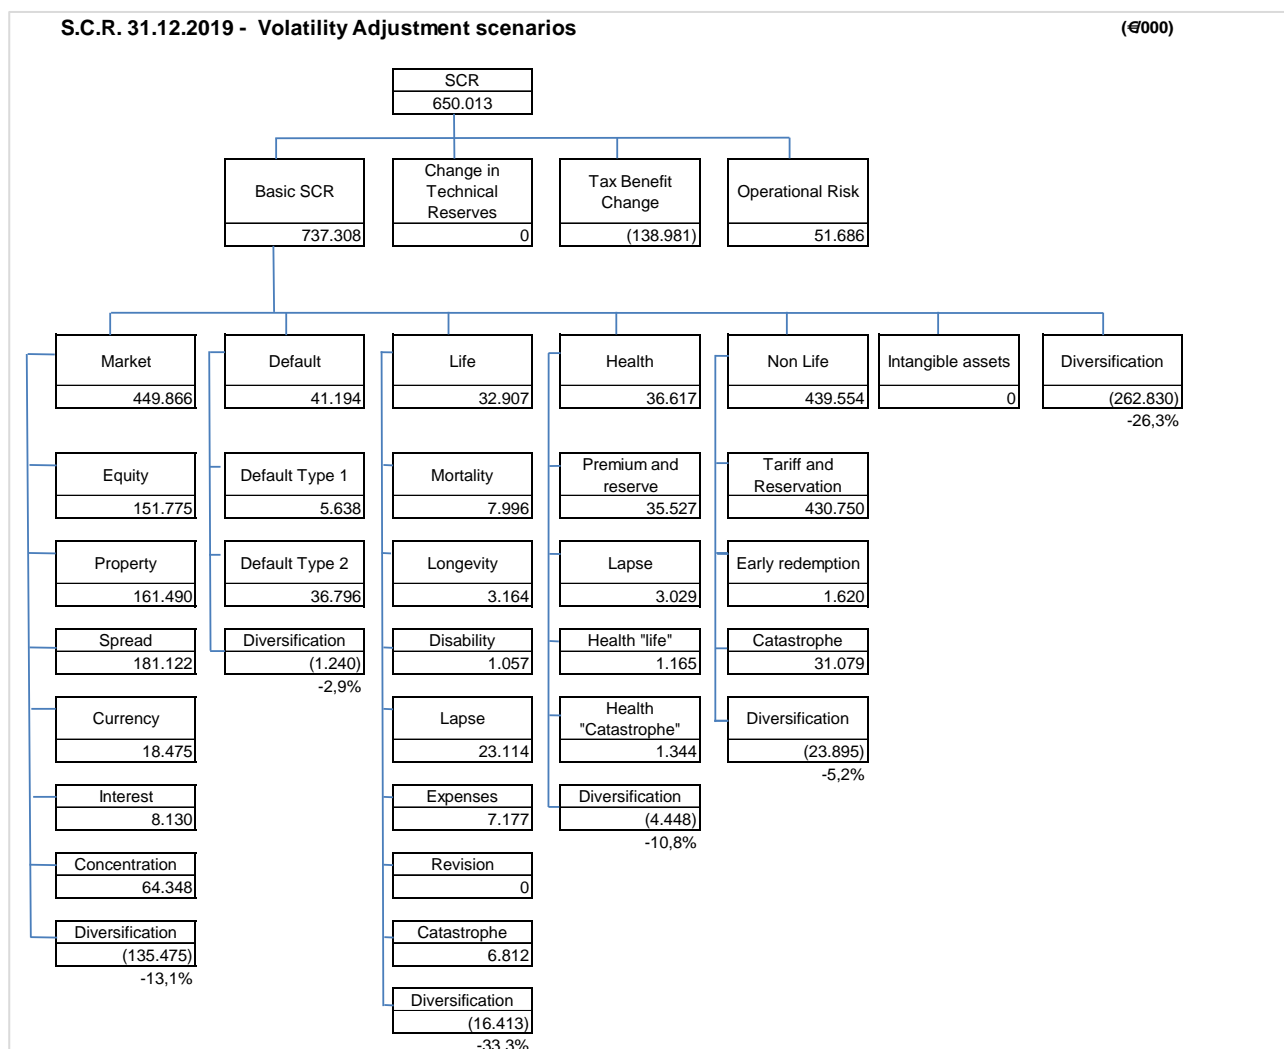 S.C.R. 31.12.2019 - Volatility Adjustment scenarios
(€/000)
SCR
650.013
Basic SCR
737.308
Change in
Technical
Reserves
0
Tax Benefit
Change
(138.981)
Operational Risk
51.686
Market
449.866
Default
41.194
Life
32.907
Health
36.617
Non Life
439.554
Intangible assets
0
Diversification
(262.830)
-26,3%
Equity
151.775
Default Type 1
5.638
Mortality
7.996
Premium and
reserve
35.527
Tariff and
Reservation
430.750
Property
161.490
Default Type 2
36.796
Longevity
3.164
Lapse
3.029
Early redemption
1.620
Spread
181.122
Diversification
(1.240)
-2,9%
Disability
1.057
Health "life"
1.165
Catastrophe
31.079
Currency
18.475
Lapse
23.114
Health
"Catastrophe"
1.344
Diversification
(23.895)
-5,2%
Interest
8.130
Expenses
7.177
Diversification
(4.448)
-10,8%
Concentration
64.348
Revision
0
Diversification
(135.475)
-13,1%
Catastrophe
6.812
Diversification
(16.413)
-33,3%